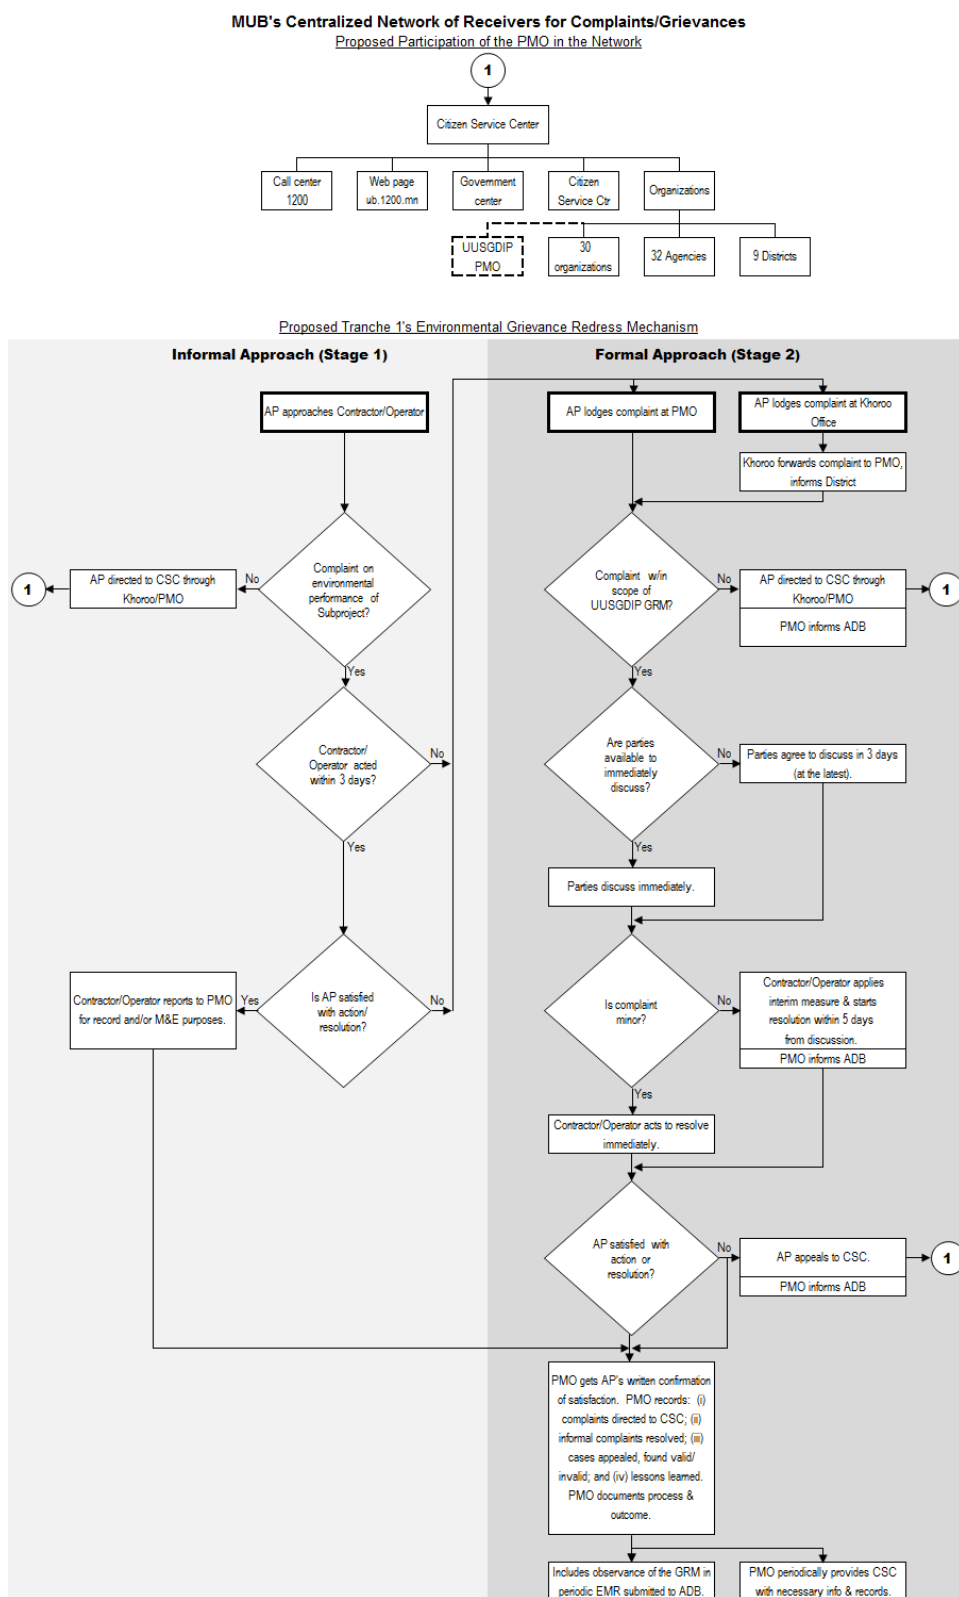 MUB's Centralized Network of Receivers for Complaints/Grievances
Proposed Participation of the PMO in the Network
1
Citizen Service Center
Call center
1200
Web page
ub.1200.mn
Government
center
Citizen
Service Ctr
Organizations
UUSGDIP
PMO
30
organizations
32 Agencies
9 Districts
Proposed Tranche 1's Environmental Grievance Redress Mechanism
Informal Approach (Stage 1)
Formal Approach (Stage 2)
AP approaches Contractor/Operator
AP lodges complaint at PMO
AP lodges complaint at Khoroo
Office
Khoroo forwards complaint to PMO,
informs District
1
AP directed to CSC through
Khoroo/PMO
No
Complaint on
environmental
performance of
Subproject?
Yes
Complaint w/in
scope of
UUSGDIP GRM?
No
AP directed to CSC through
Khoroo/PMO
PMO informs ADB
1
Yes
Contractor/
Operator acted
within 3 days?
No
Yes
Are parties
available to
immediately
discuss?
No
Parties agree to discuss in 3 days
(at the latest).
Yes
Parties discuss immediately.
Contractor/Operator reports to PMO
for record and/or M&E purposes.
Yes
Is AP satisfied
with action/
resolution?
No
Is complaint
minor?
No
Contractor/Operator applies
interim measure & starts
resolution within 5 days
from discussion.
PMO informs ADB
Yes
Contractor/Operator acts to resolve
immediately.
AP satisfied with
action or
resolution?
No
AP appeals to CSC.
PMO informs ADB
1
PMO gets AP's written confirmation
of satisfaction. PMO records: (i)
complaints directed to CSC; (ii)
informal complaints resolved; (iii)
cases appealed, found valid/
invalid; and (iv) lessons learned.
PMO documents process &
outcome.
Includes observance of the GRM in
periodic EMR submitted to ADB.
PMO periodically provides CSC
with necessary info & records.